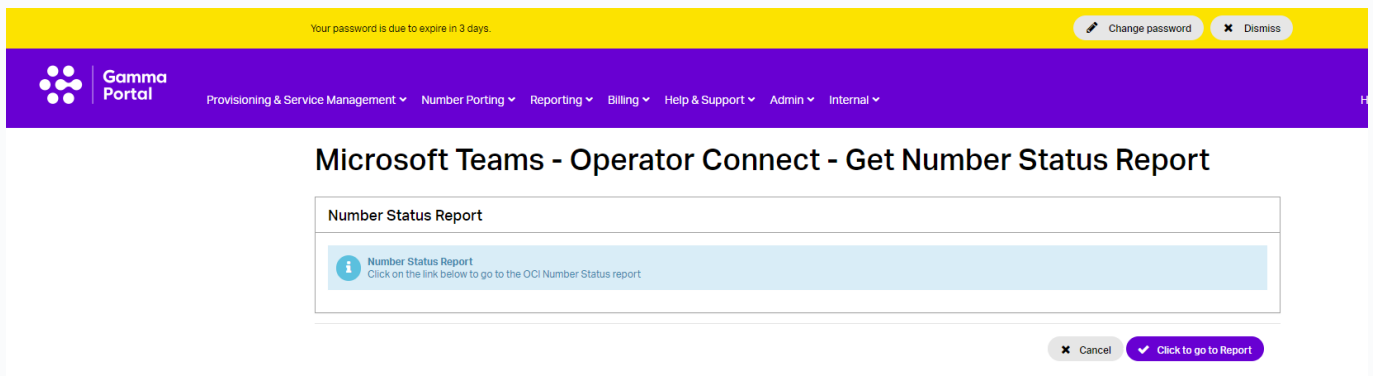 Your password is due to expire in 3 days.
Change password
Dismiss
Gamma
Portal
Provisioning & Service Management
Number Porting
Reporting
Billing
Help & Support
Admin
Internal
H
Microsoft Teams - Operator Connect - Get Number Status Report
Number Status Report
Number Status Report
Click on the link below to go to the OCI Number Status report
Cancel
Click to go to Report